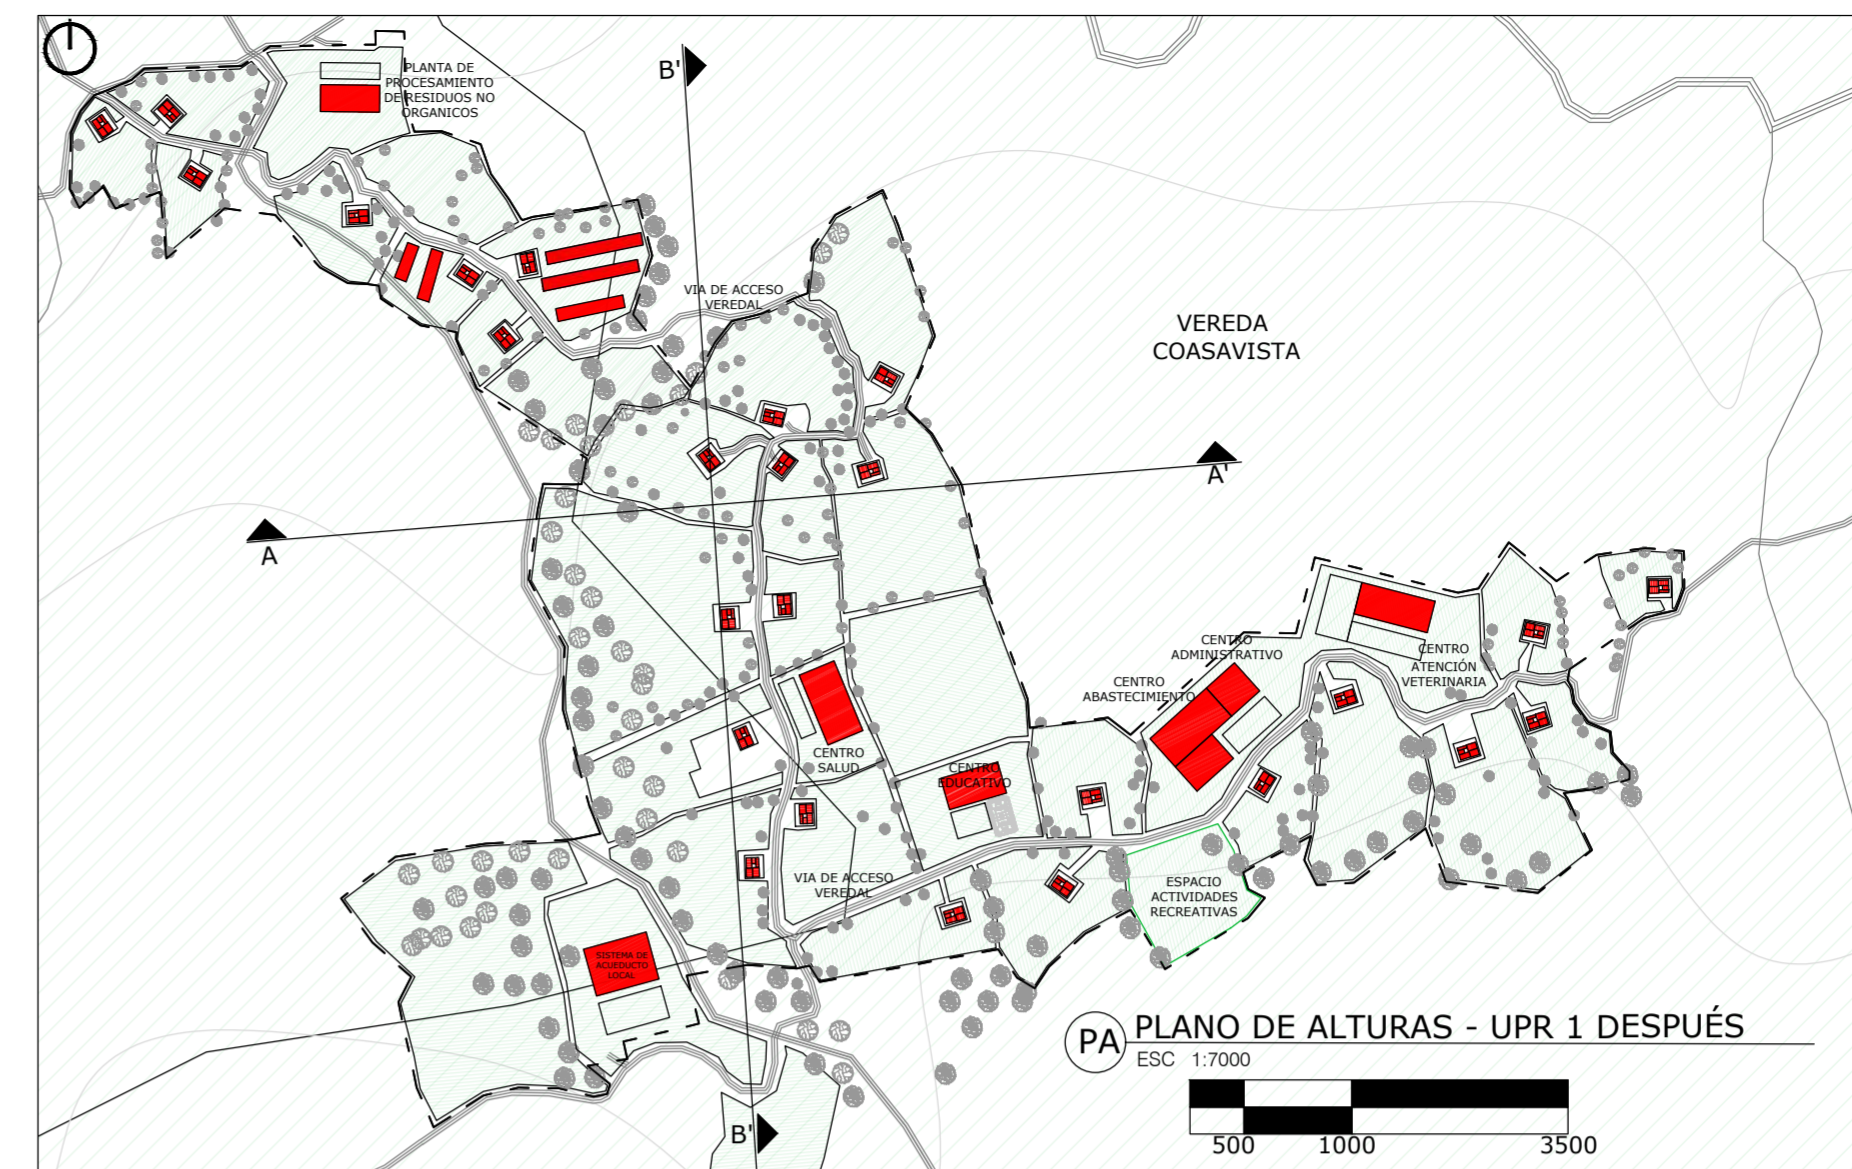 PLANTA DE
PROCESAMIENTO
DE RESIDUOS NO
ORGANICOS
B'
VIA DE ACCESO
VEREDAL
VEREDA
COASAVISTA
A
A'
CENTRO
ADMINISTRATIVO
CENTRO
ABASTECIMIENTO
CENTRO
ATENCIÓN
VETERINARIA
CENTRO
SALUD
CENTRO
EDUCATIVO
VIA DE ACCESO
VEREDAL
ESPACIO
ACTIVIDADES
RECREATIVAS
SISTEMA DE
ACUEDUCTO
LOCAL
B'
PA
PLANO DE ALTURAS - UPR 1 DESPUÉS
ESC 1:7000
500 1000 3500